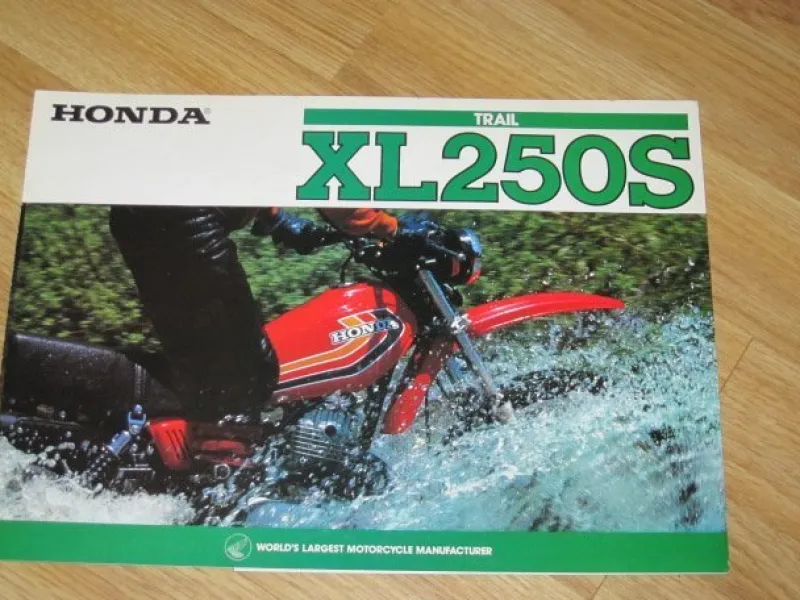 HONDA®
TRAIL
XL250S
HONDA
WORLD'S LARGEST MOTORCYCLE MANUFACTURER